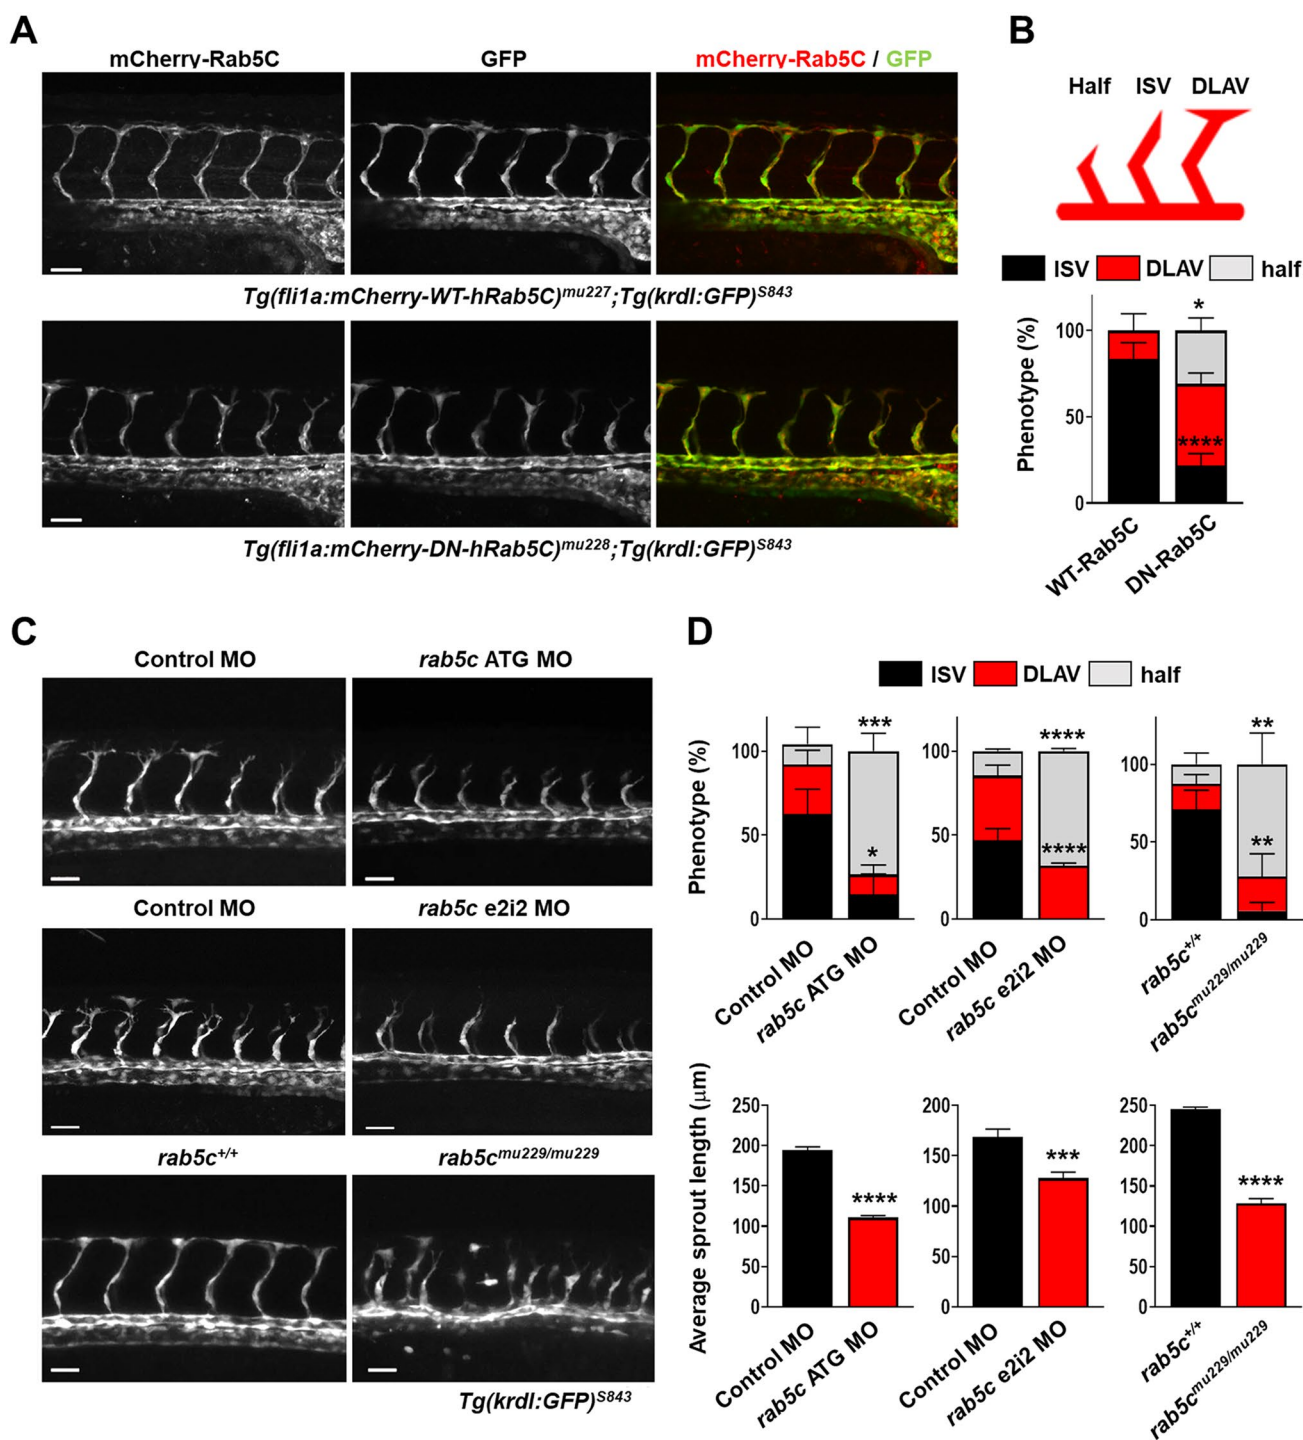 A
mCherry-Rab5C GFP mCherry-Rab5C / GFP
Tg(fli1a:mCherry-WT-hRab5C)mu227;Tg(krdl:GFP)S843
Tg(fli1a:mCherry-DN-hRab5C)mu228;Tg(krdl:GFP)S843
B
Half ISV DLAV
ISV DLAV half
Phenotype (%)
100
50
0
*
****
WT-Rab5C
DN-Rab5C
C
Control MO rab5c ATG MO
Control MO rab5c e2i2 MO
rab5c+/+ rab5cmu229/mu229
Tg(krdl:GFP)S843
D
ISV DLAV half
Phenotype (%)
100
50
0
***
*
Control MO
rab5c ATG MO
100
50
0
****
****
Control MO
rab5c e2i2 MO
100
50
0
**
**
rab5c+/+
rab5cmu229/mu229
Average sprout length (μm)
250
200
150
100
50
0
****
Control MO
rab5c ATG MO
200
150
100
50
0
***
Control MO
rab5c e2i2 MO
250
200
150
100
50
0
****
rab5c+/+
rab5cmu229/mu229